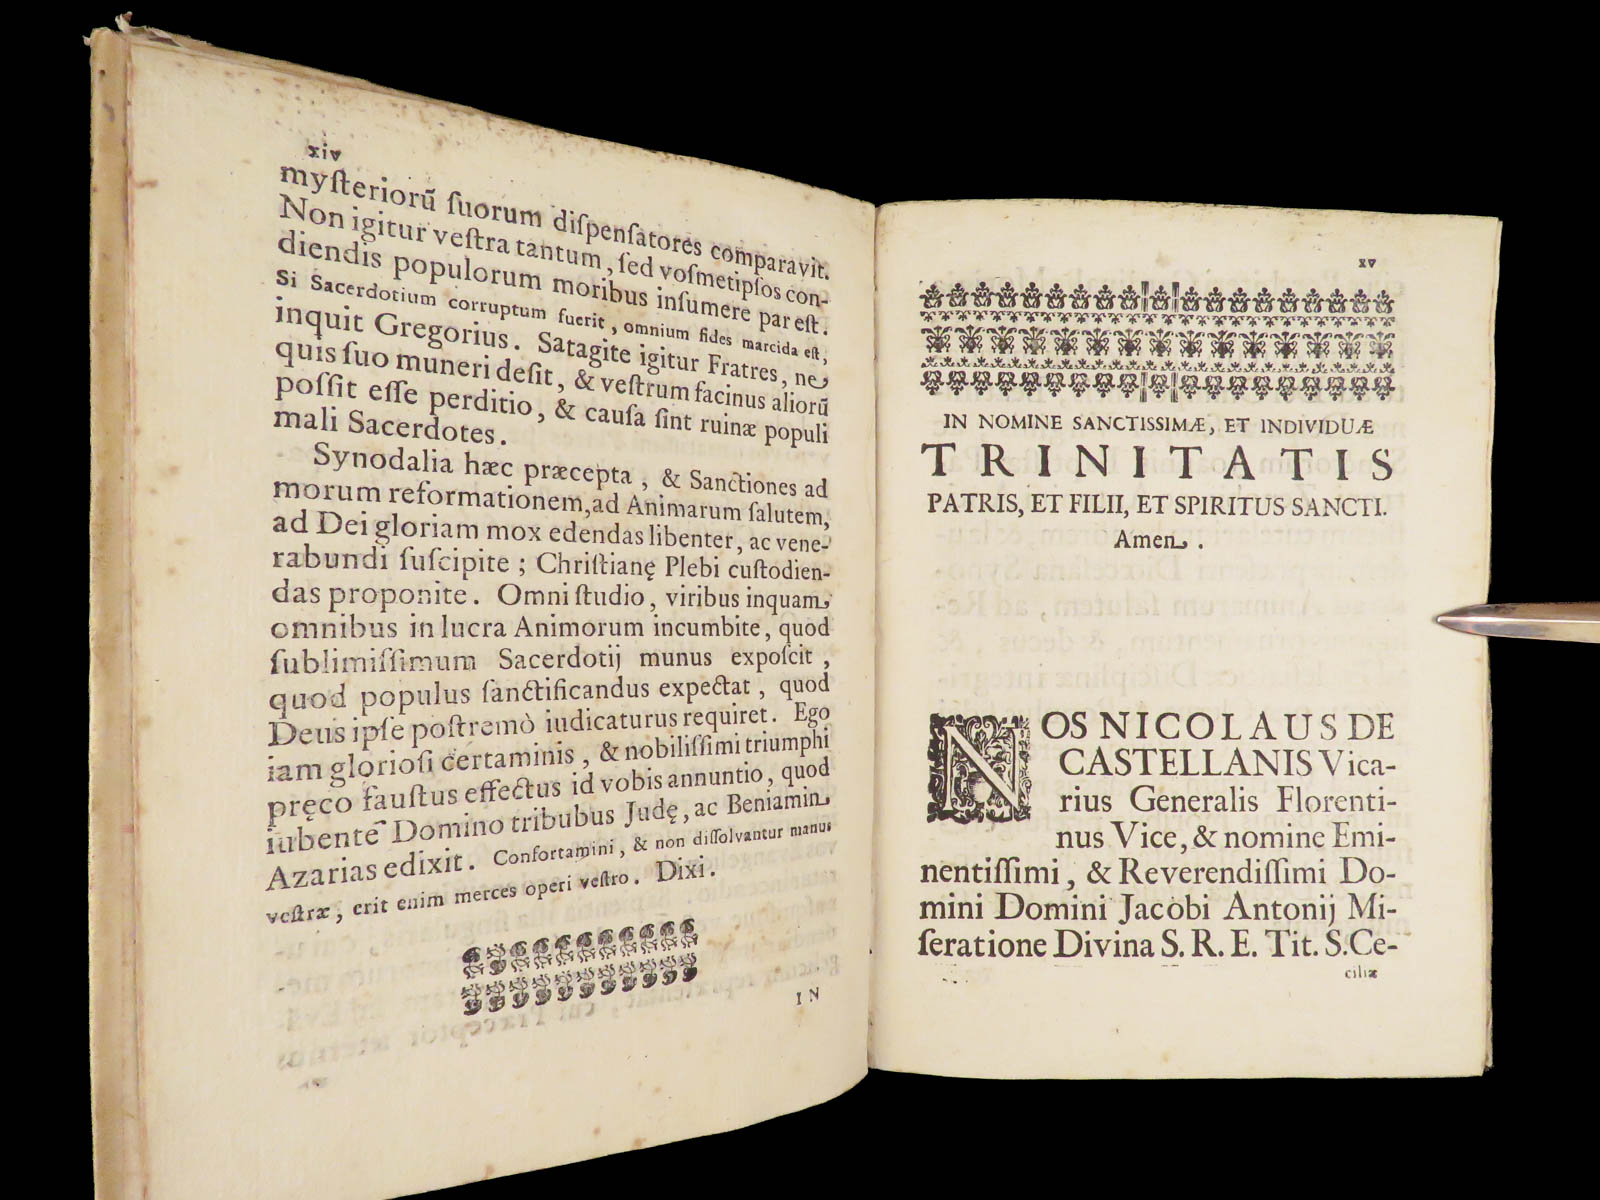 xiv
myſteriorū ſuorum diſpenſatores comparavit.
Non igitur veſtra tantum, ſed voſmetipſos con-
diendis populorum moribus inſumere par eſt.
Si Sacerdotium corruptum fuerit, omnium fides marcida eſt,
inquit Gregorius. Satagite igitur Fratres, ne
quis ſuo muneri deſit, & veſtrum facinus aliorū
poſſit eſſe perditio, & cauſa ſint ruinæ populi
mali Sacerdotes.
Synodalia hæc præcepta, & Sanctiones ad
morum reformationem, ad Animarum ſalutem,
ad Dei gloriam mox edendas libenter, ac vene-
rabundi ſuſcipite; Chriſtianę Plebi cuſtodien-
das proponite. Omni ſtudio, viribus inquam
omnibus in lucra Animorum incumbite, quod
ſublimiſſimum Sacerdotij munus expoſcit,
quod populus ſanctificandus expectat, quod
Deus ipſe poſtremò iudicaturus requiret. Ego
iam glorioſi certaminis, & nobiliſſimi triumphi
pręco fauſtus effectus id vobis annuntio, quod
iubente Domino tribubus Judę, ac Beniamin
Azarias edixit. Confortamini, & non diſſolvantur manus
veſtræ, erit enim merces operi veſtro. Dixi.
IN
xv
IN NOMINE SANCTISSIMÆ, ET INDIVIDUÆ
TRINITATIS
PATRIS, ET FILII, ET SPIRITUS SANCTI.
Amen.
NOS NICOLAUS DE
CASTELLANIS Vica-
rius Generalis Florenti-
nus Vice, & nomine Emi-
nentiſſimi, & Reverendiſſimi Do-
mini Domini Jacobi Antonij Mi-
ſeratione Divina S. R. E. Tit. S. Ce-
ciliæ